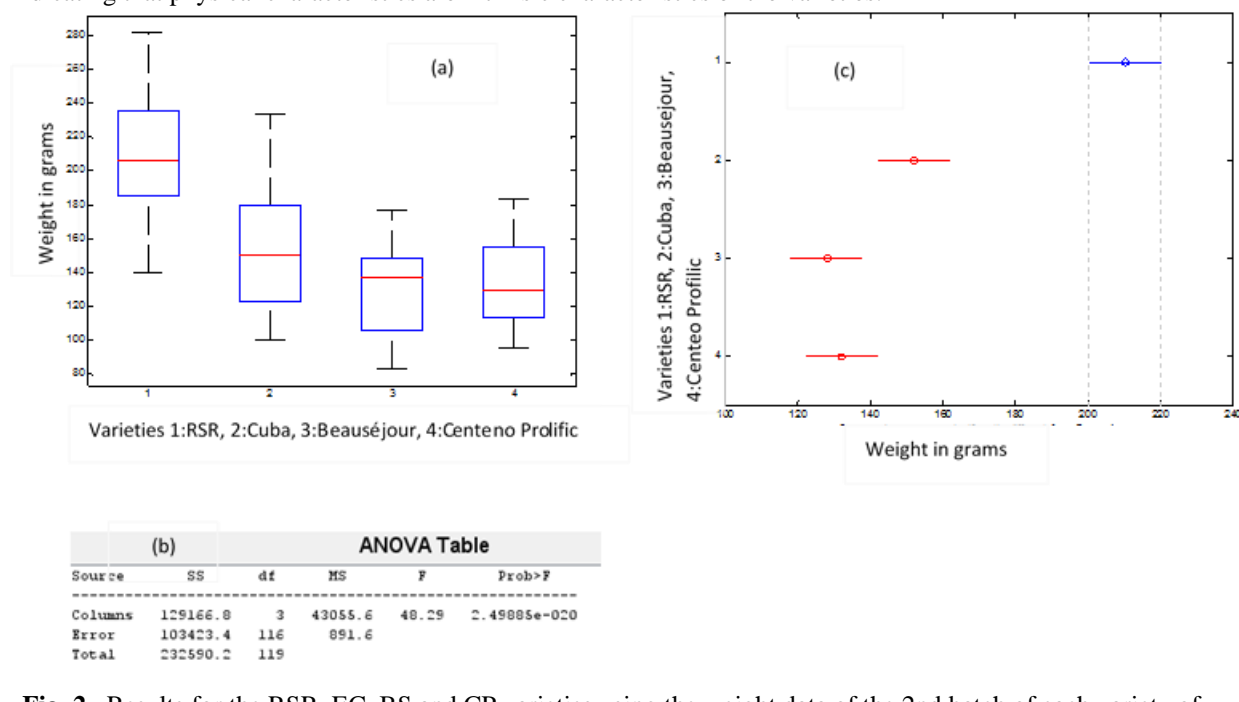 280
260
240
220
200
180
160
140
120
100
80
Weight in grams
(a)
1 2 3 4
Varieties 1:RSR, 2:Cuba, 3:Beauséjour, 4:Centeno Prolific
Varieties 1:RSR, 2:Cuba, 3:Beausejour,
4:Centeo Profilic
(c)
1
2
3
4
100 120 140 160 180 200 220 240
Weight in grams
(b) ANOVA Table
Source SS df MS F Prob>F
Columns 129166.8 3 43055.6 48.29 2.49885e-020
Error 103423.4 116 891.6
Total 232590.2 119